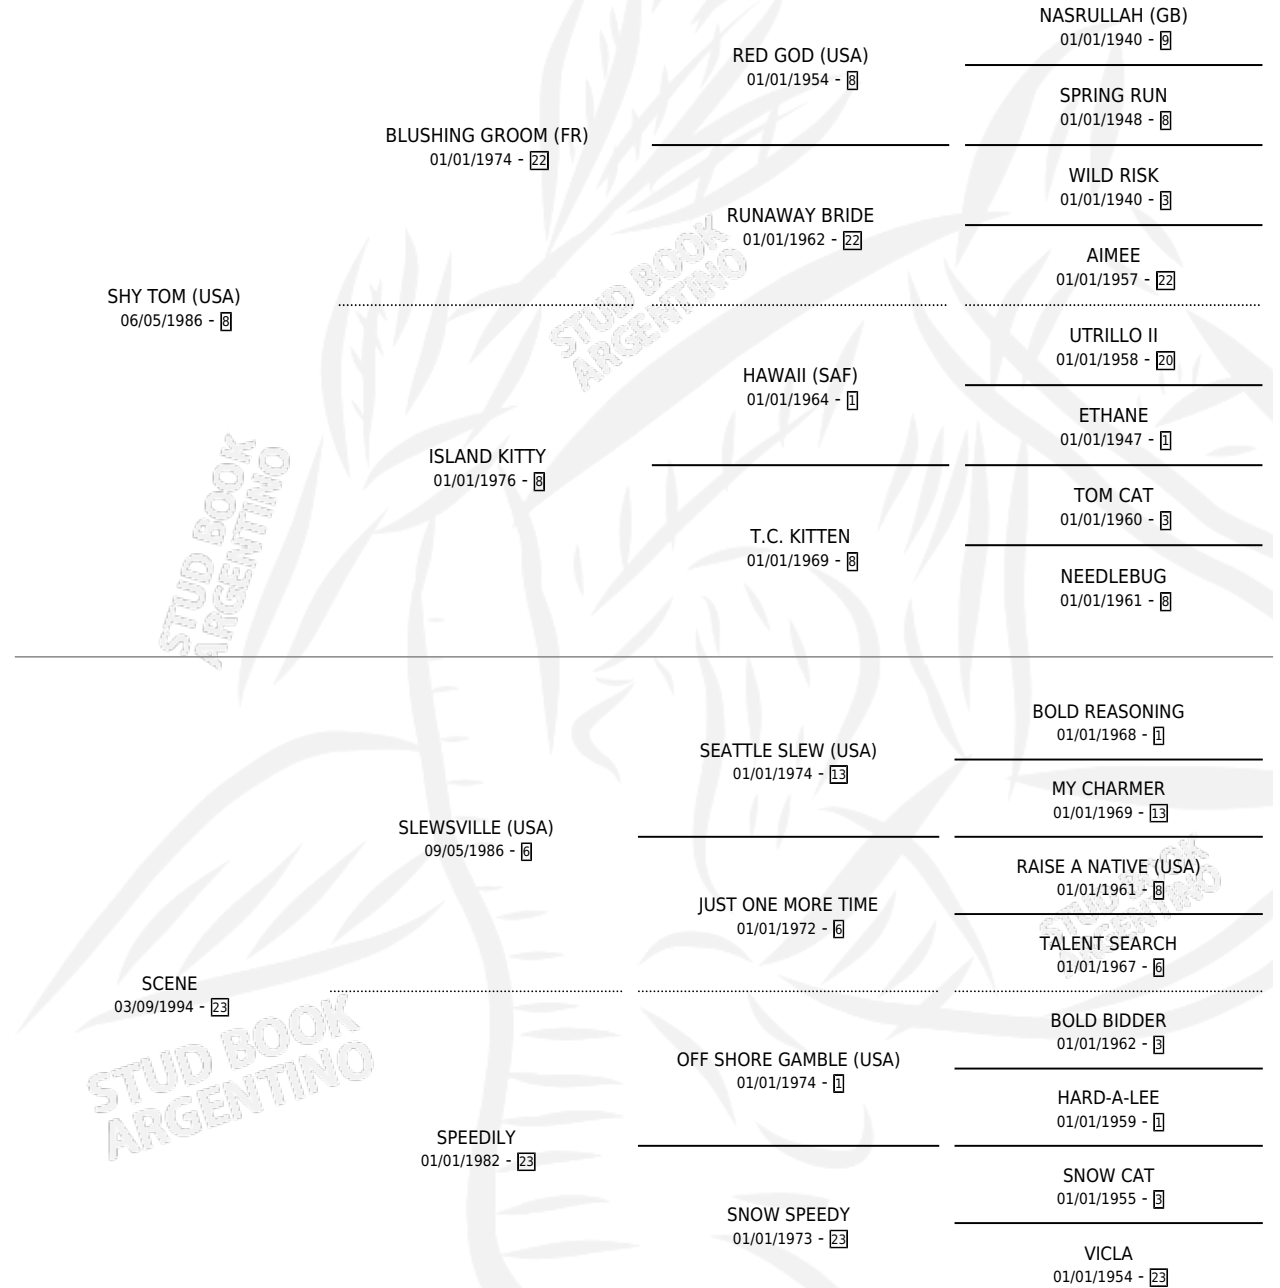 NASRULLAH (GB)
01/01/1940 - 9
RED GOD (USA)
01/01/1954 - 8
SPRING RUN
01/01/1948 - 8
BLUSHING GROOM (FR)
01/01/1974 - 22
WILD RISK
01/01/1940 - 3
RUNAWAY BRIDE
01/01/1962 - 22
AIMEE
01/01/1957 - 22
SHY TOM (USA)
06/05/1986 - 8
UTRILLO II
01/01/1958 - 20
HAWAII (SAF)
01/01/1964 - 1
ETHANE
01/01/1947 - 1
ISLAND KITTY
01/01/1976 - 8
TOM CAT
01/01/1960 - 3
T.C. KITTEN
01/01/1969 - 8
NEEDLEBUG
01/01/1961 - 8
STUD BOOK
ARGENTINO
STUD BOOK
ARGENTINO
BOLD REASONING
01/01/1968 - 1
SEATTLE SLEW (USA)
01/01/1974 - 13
MY CHARMER
01/01/1969 - 13
SLEWSVILLE (USA)
09/05/1986 - 6
RAISE A NATIVE (USA)
01/01/1961 - 8
JUST ONE MORE TIME
01/01/1972 - 6
TALENT SEARCH
01/01/1967 - 6
SCENE
03/09/1994 - 23
BOLD BIDDER
01/01/1962 - 3
OFF SHORE GAMBLE (USA)
01/01/1974 - 1
HARD-A-LEE
01/01/1959 - 1
SPEEDILY
01/01/1982 - 23
SNOW CAT
01/01/1955 - 3
SNOW SPEEDY
01/01/1973 - 23
VICLA
01/01/1954 - 23
STUD BOOK
ARGENTINO
STUD BOOK
ARGENTINO